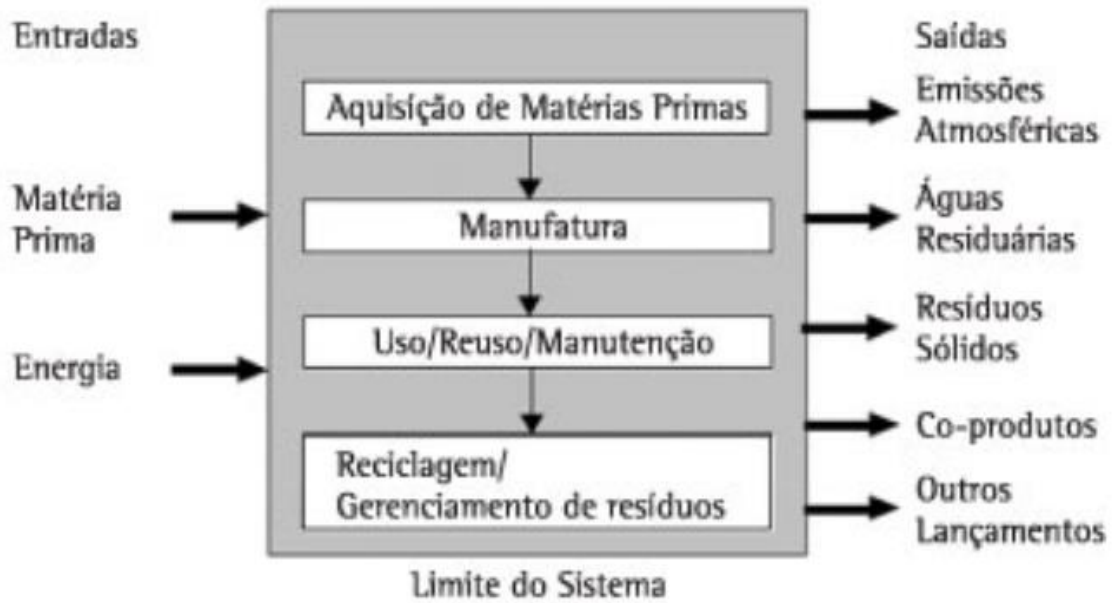 Entradas
Matéria
Prima
Energia
Aquisição de Matérias Primas
Manufatura
Uso/Reuso/Manutenção
Reciclagem/
Gerenciamento de resíduos
Limite do Sistema
Saídas
Emissões
Atmosféricas
Águas
Residuárias
Resíduos
Sólidos
Co-produtos
Outros
Lançamentos